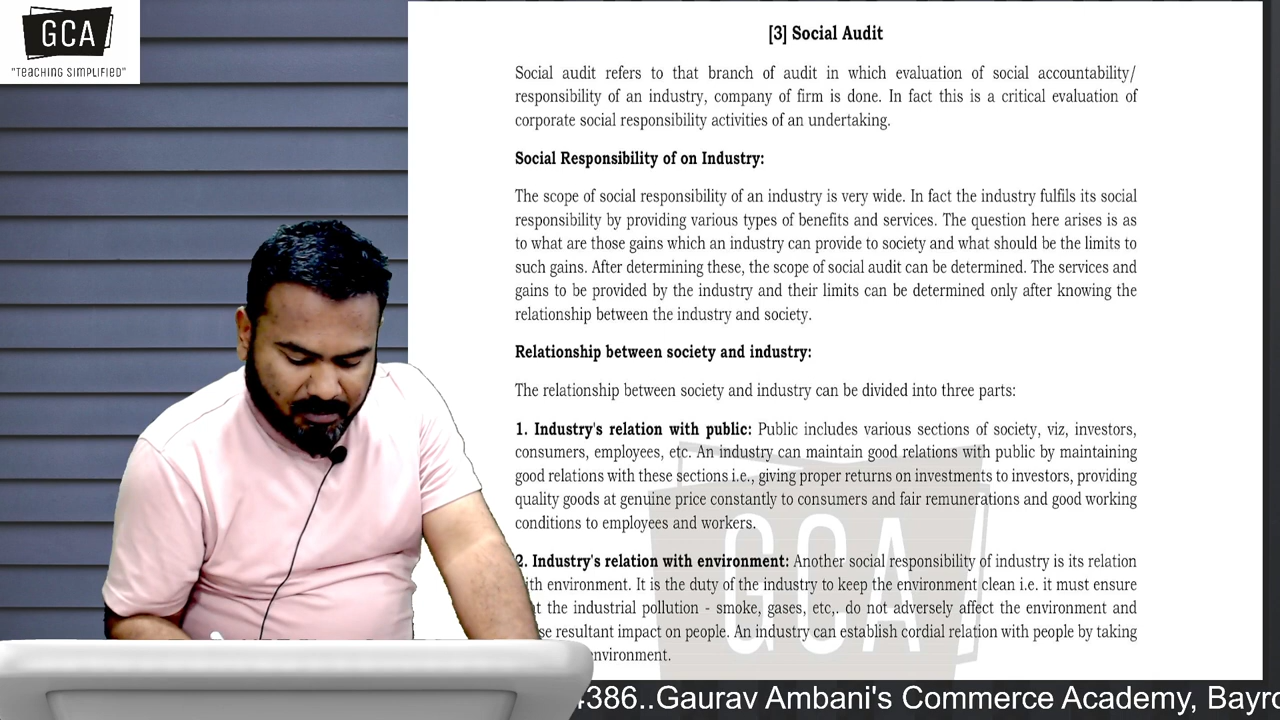 GCA
"TEACHING SIMPLIFIED"
[3] Social Audit
Social audit refers to that branch of audit in which evaluation of social accountability/
responsibility of an industry, company of firm is done. In fact this is a critical evaluation of
corporate social responsibility activities of an undertaking.
Social Responsibility of on Industry:
The scope of social responsibility of an industry is very wide. In fact the industry fulfils its social
responsibility by providing various types of benefits and services. The question here arises is as
to what are those gains which an industry can provide to society and what should be the limits to
such gains. After determining these, the scope of social audit can be determined. The services and
gains to be provided by the industry and their limits can be determined only after knowing the
relationship between the industry and society.
Relationship between society and industry:
The relationship between society and industry can be divided into three parts:
1. Industry's relation with public: Public includes various sections of society, viz, investors,
consumers, employees, etc. An industry can maintain good relations with public by maintaining
good relations with these sections i.e., giving proper returns on investments to investors, providing
quality goods at genuine price constantly to consumers and fair remunerations and good working
conditions to employees and workers.
2. Industry's relation with environment: Another social responsibility of industry is its relation
with environment. It is the duty of the industry to keep the environment clean i.e. it must ensure
the industrial pollution - smoke, gases, etc,. do not adversely affect the environment and
resultant impact on people. An industry can establish cordial relation with people by taking
environment.
GCA
4386..Gaurav Ambani's Commerce Academy,